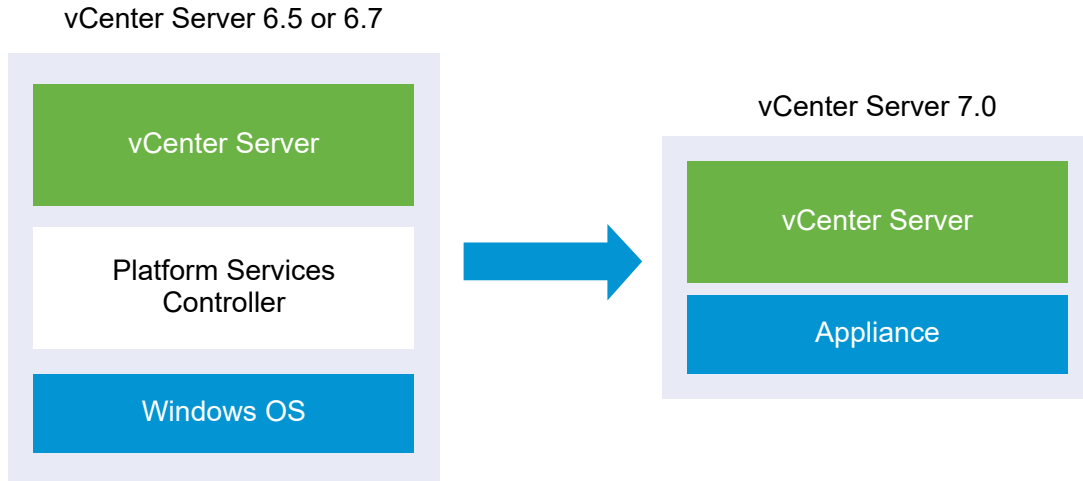 vCenter Server 6.5 or 6.7
vCenter Server
Platform Services
Controller
Windows OS
vCenter Server 7.0
vCenter Server
Appliance